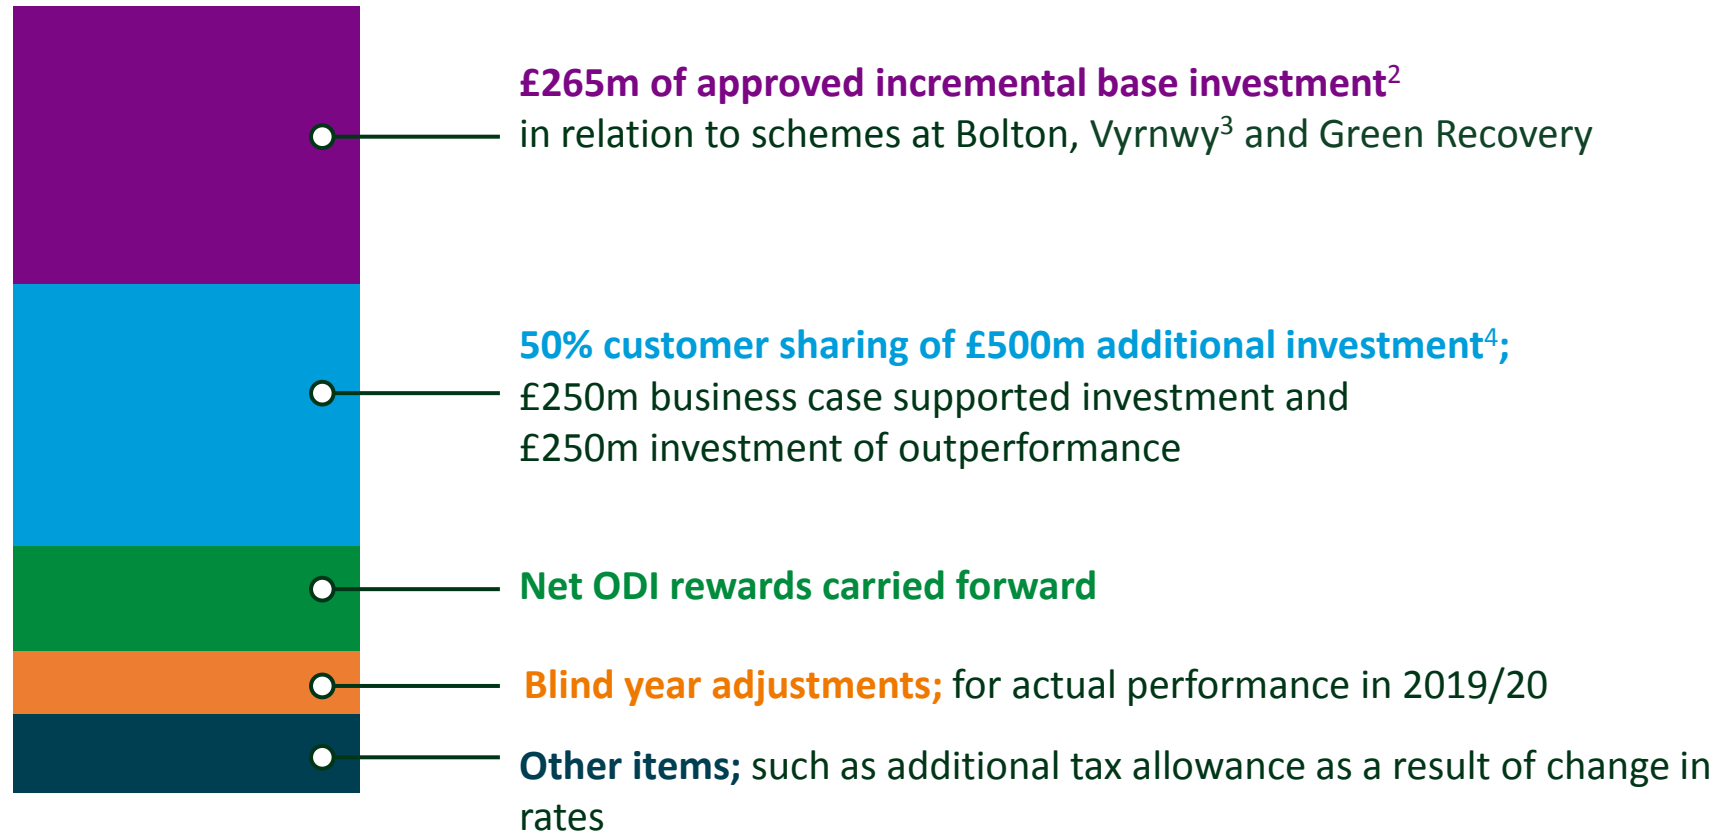 £265m of approved incremental base investment²
in relation to schemes at Bolton, Vyrnwy³ and Green Recovery
50% customer sharing of £500m additional investment⁴;
£250m business case supported investment and
£250m investment of outperformance
Net ODI rewards carried forward
Blind year adjustments; for actual performance in 2019/20
Other items; such as additional tax allowance as a result of change in
rates